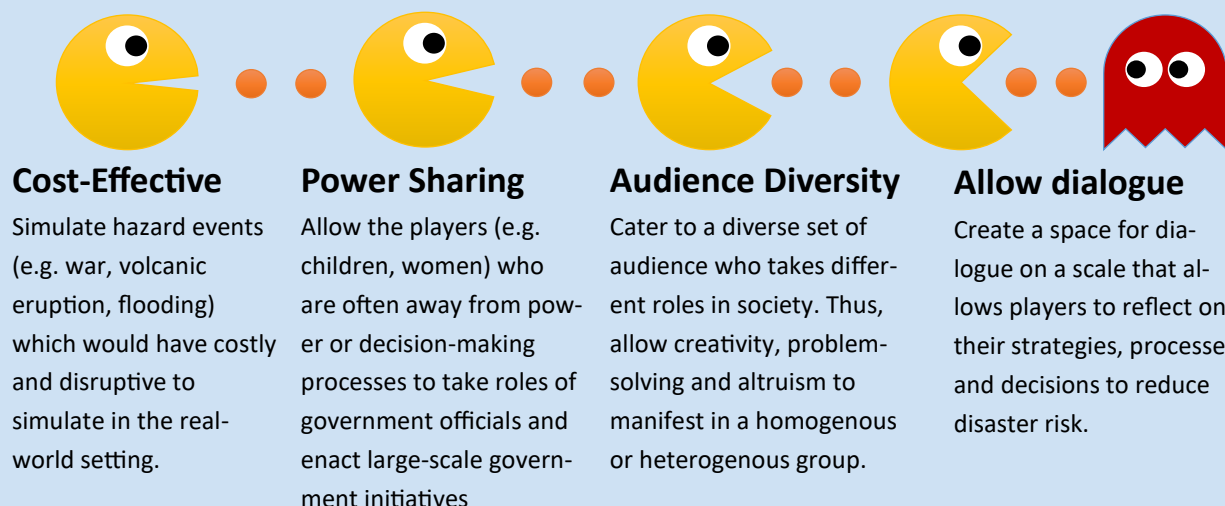 Cost-Effective
Simulate hazard events
(e.g. war, volcanic
eruption, flooding)
which would have costly
and disruptive to
simulate in the real-
world setting.
Power Sharing
Allow the players (e.g.
children, women) who
are often away from pow-
er or decision-making
processes to take roles of
government officials and
enact large-scale govern-
ment initiatives
Audience Diversity
Cater to a diverse set of
audience who takes differ-
ent roles in society. Thus,
allow creativity, problem-
solving and altruism to
manifest in a homogenous
or heterogenous group.
Allow dialogue
Create a space for dia-
logue on a scale that al-
lows players to reflect on
their strategies, processe
and decisions to reduce
disaster risk.